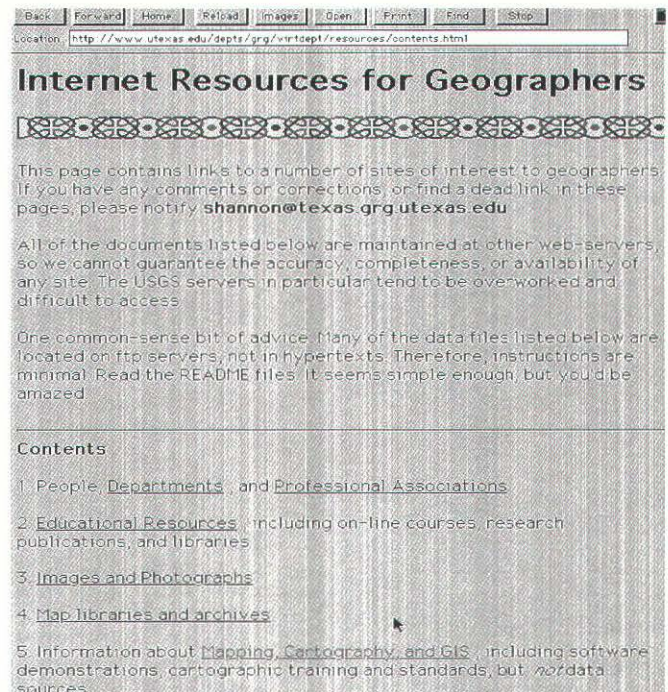 Back Forward Home Reload Images Open Print Find Stop
Location: http://www.utexas.edu/depts/grg/virtdept/resources/contents.html
Internet Resources for Geographers
This page contains links to a number of sites of interest to geographers.
If you have any comments or corrections, or find a dead link in these
pages, please notify shannon@texas.grg.utexas.edu
All of the documents listed below are maintained at other web-servers,
so we cannot guarantee the accuracy, completeness, or availability of
any site. The USGS servers in particular tend to be overworked and
difficult to access.
One common-sense bit of advice. Many of the data files listed below are
located on ftp servers, not in hypertexts. Therefore, instructions are
minimal. Read the README files. It seems simple enough, but you'd be
amazed.
Contents
1. People, Departments, and Professional Associations
2. Educational Resources, including on-line courses, research
publications, and libraries
3. Images and Photographs
4. Map libraries and archives
5. Information about Mapping, Cartography, and GIS, including software
demonstrations, cartographic training and standards, but not data
sources